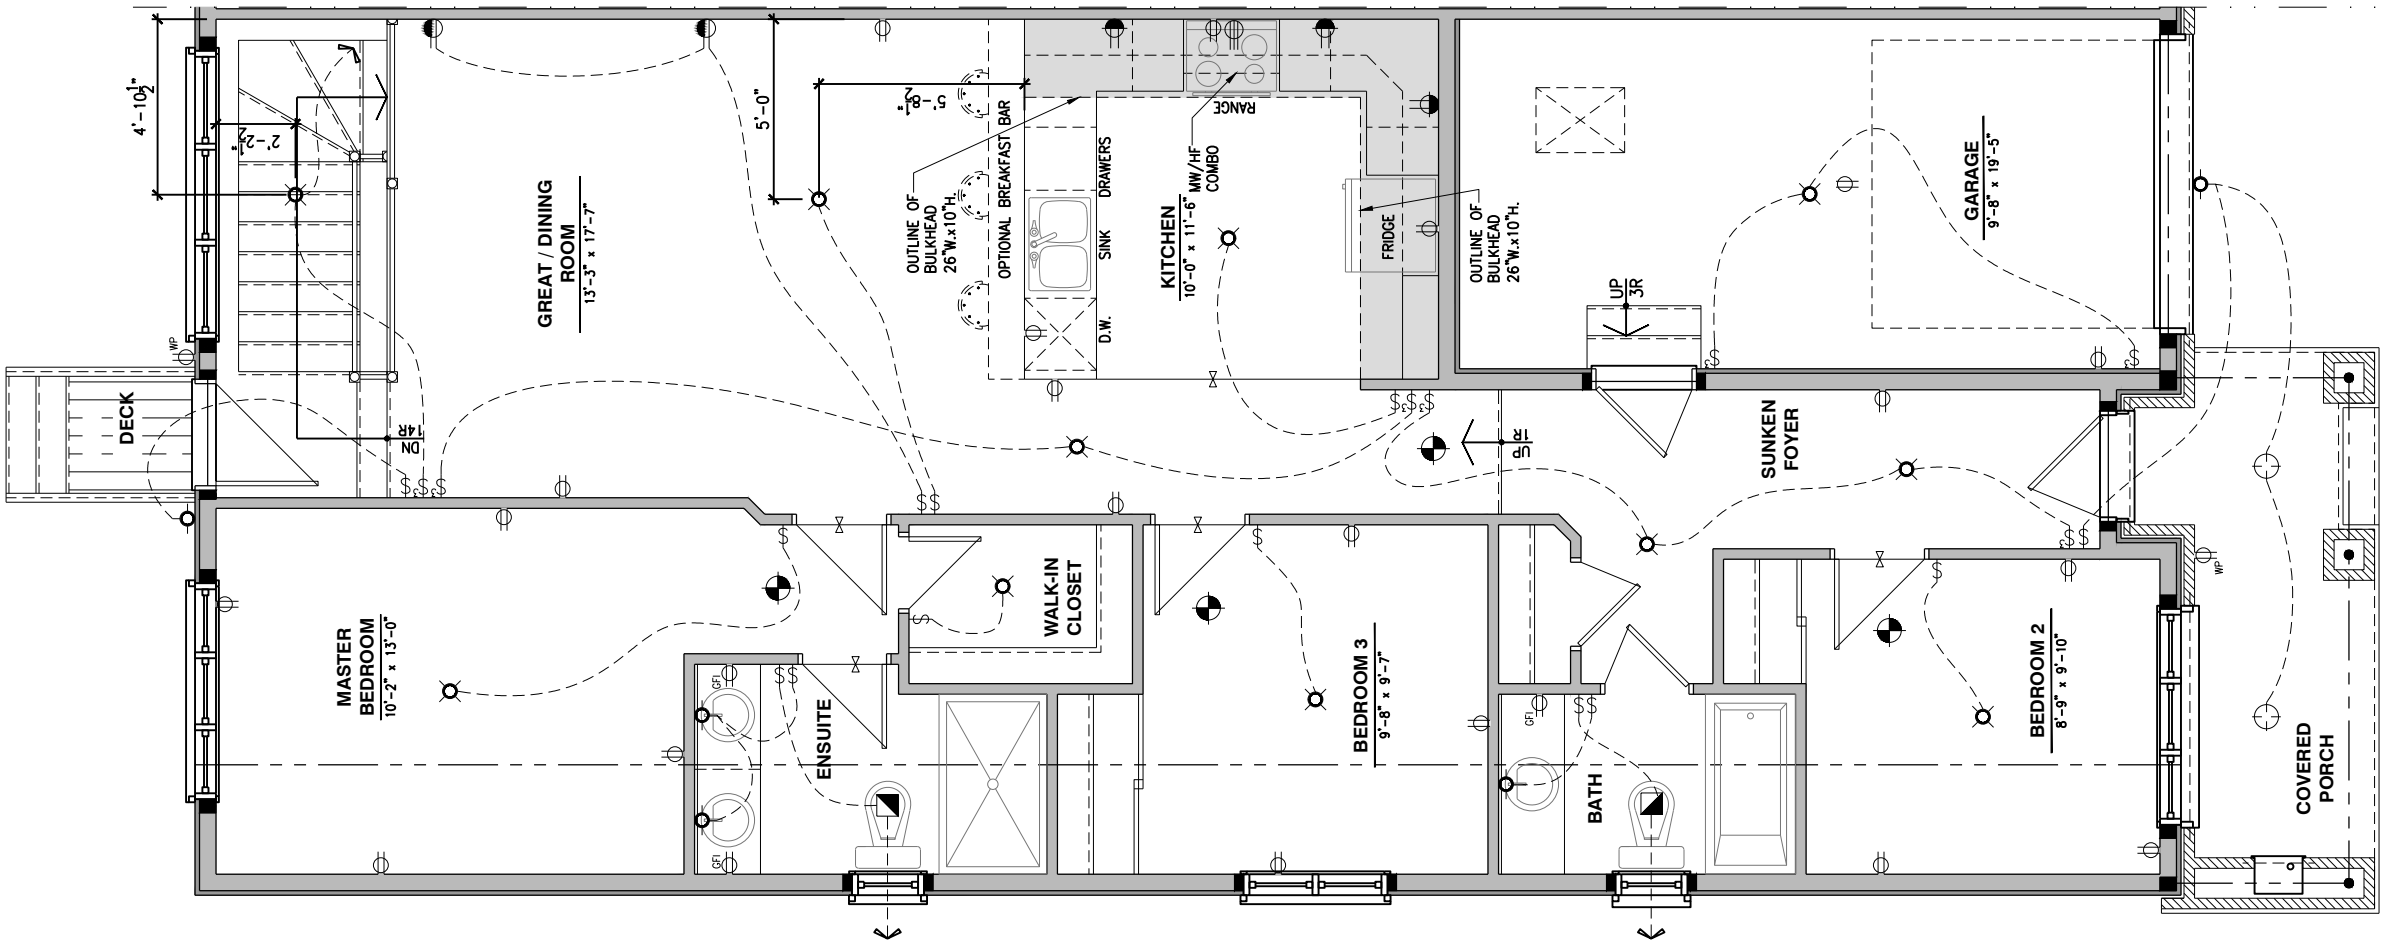 4'-10½"
2'-2½"
WP
DECK
DN
14R
GREAT / DINING
ROOM
13'-3" x 17'-7"
5'-0"
5'-8½"
OUTLINE OF
BULKHEAD
26"W.x10"H.
OPTIONAL BREAKFAST BAR
D.W.
SINK
DRAWERS
KITCHEN
10'-0" x 11'-6"
MW/HF
COMBO
RANGE
FRIDGE
OUTLINE OF
BULKHEAD
26"W.x10"H.
UP
3R
GARAGE
9'-8" x 19'-5"
S
S
S
S3
S
S
S3
S
S
S
UP
1R
SUNKEN
FOYER
S3
S
WP
MASTER
BEDROOM
10'-2" x 13'-0"
S
S
WALK-IN
CLOSET
GFI
GFI
S
S
ENSUITE
S
BEDROOM 3
9'-8" x 9'-7"
GFI
S
S
BATH
S
BEDROOM 2
8'-9" x 9'-10"
COVERED
PORCH